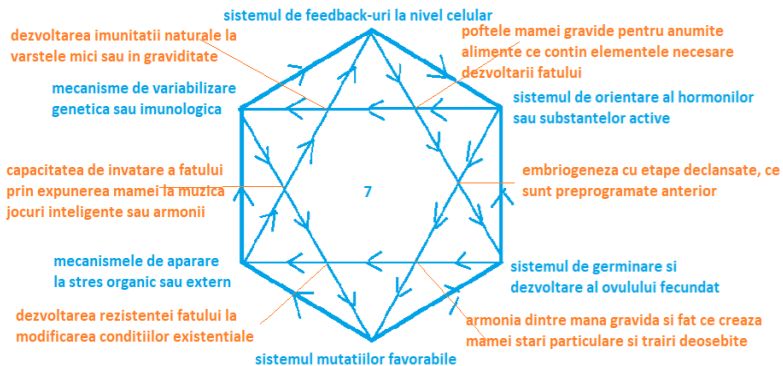 sistemul de feedback-uri la nivel celular
dezvoltarea imunitatii naturale la
varstele mici sau in graviditate
poftele mamei gravide pentru anumite
alimente ce contin elementele necesare
dezvoltarii fatului
mecanisme de variabilizare
genetica sau imunologica
sistemul de orientare al hormonilor
sau substantelor active
capacitatea de invatare a fatului
prin expunerea mamei la muzica
jocuri inteligente sau armonii
7
embriogeneza cu etape declansate, ce
sunt preprogramate anterior
mecanismele de aparare
la stres organic sau extern
sistemul de germinare si
dezvoltare al ovulului fecundat
dezvoltarea rezistentei fatului la
modificarea conditiilor existentiale
armonia dintre mana gravida si fat ce creaza
mamei stari particulare si trairi deosebite
sistemul mutatiilor favorabile